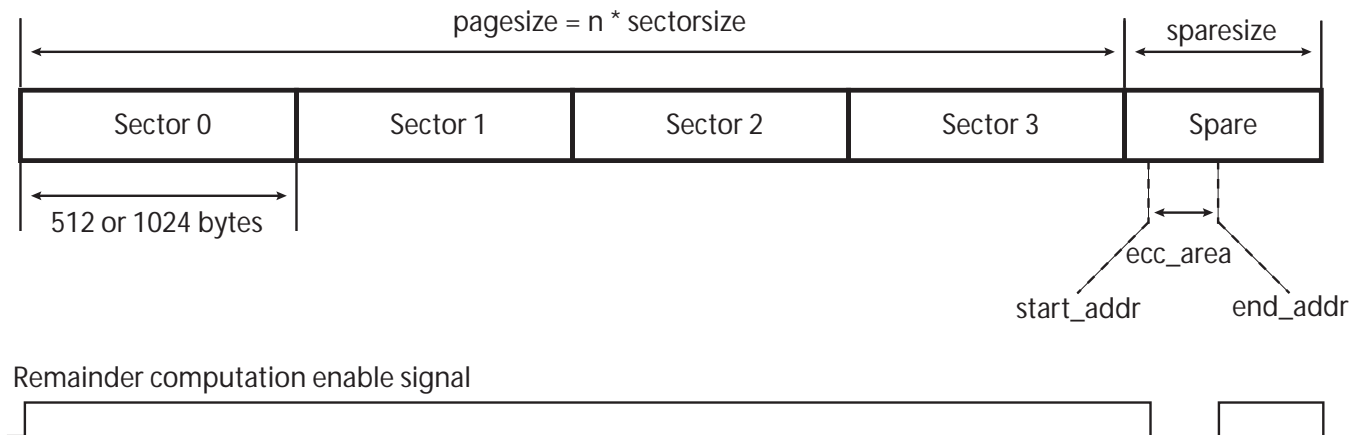 pagesize = n * sectorsize
sparesize
Sector 0 Sector 1 Sector 2 Sector 3 Spare
512 or 1024 bytes
ecc_area
start_addr end_addr
Remainder computation enable signal